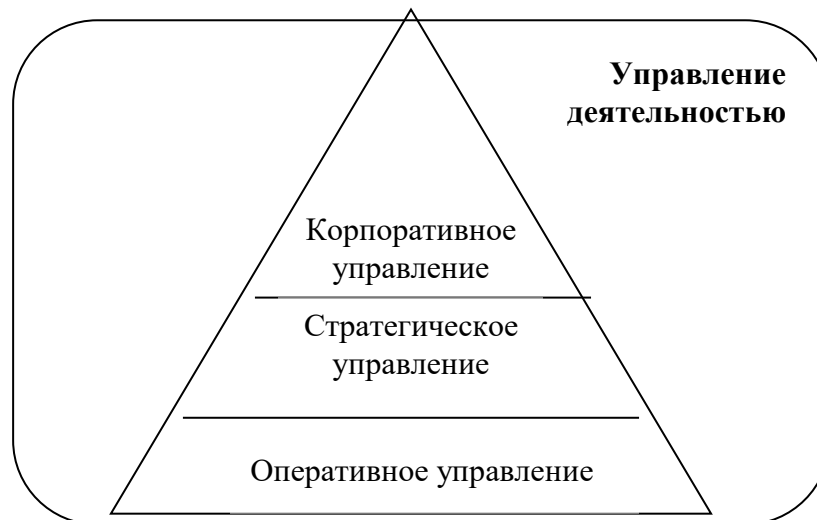 Управление
деятельностью
Корпоративное
управление
Стратегическое
управление
Оперативное управление